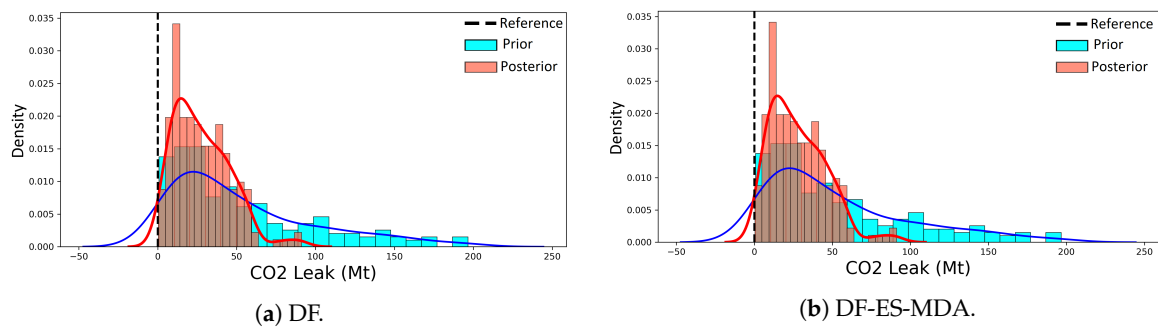 0.035
0.030
0.025
0.020
0.015
0.010
0.005
0.000
Density
Reference
Prior
Posterior
−50 0 50 100 150 200 250
CO2 Leak (Mt)
(a) DF.
0.035
0.030
0.025
0.020
0.015
0.010
0.005
0.000
Density
Reference
Prior
Posterior
−50 0 50 100 150 200 250
CO2 Leak (Mt)
(b) DF-ES-MDA.